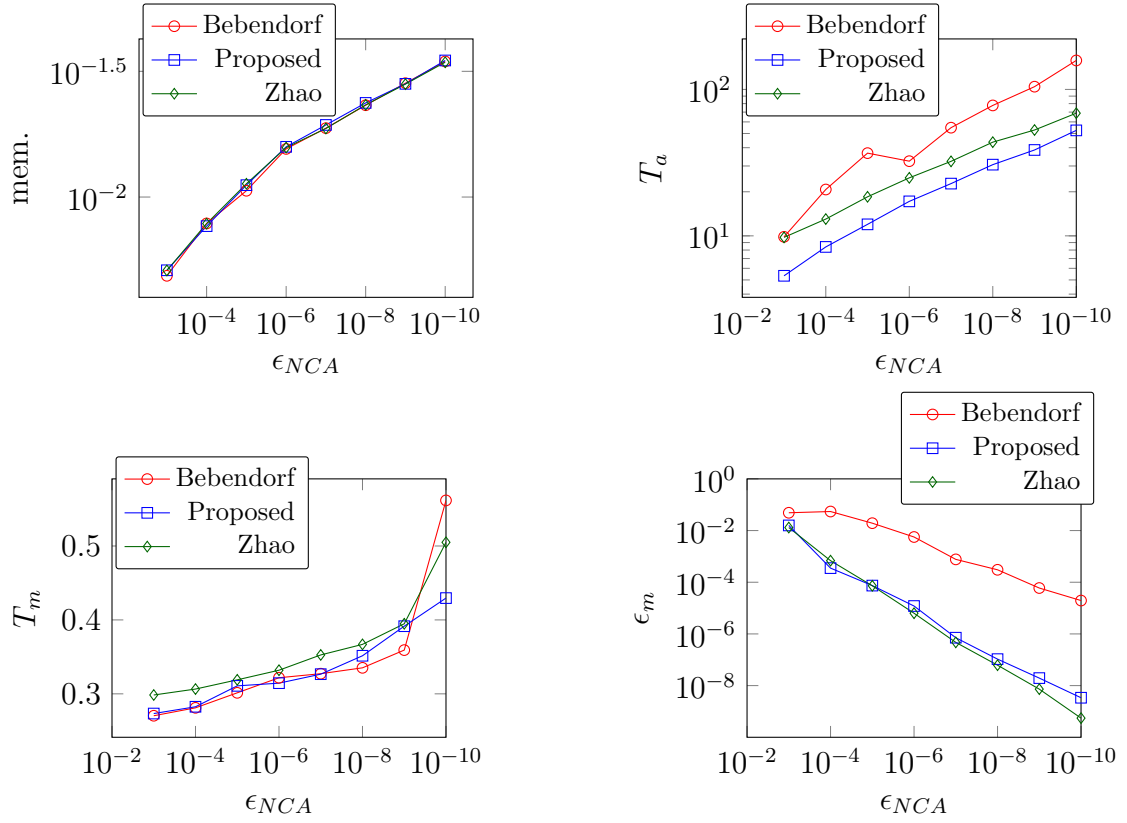 Bebendorf
Proposed
Zhao
10^{-1.5}
10^{-2}
mem.
10^{-4} 10^{-6} 10^{-8} 10^{-10}
ϵ_{NCA}
Bebendorf
Proposed
Zhao
10^2
10^1
T_a
10^{-2} 10^{-4} 10^{-6} 10^{-8} 10^{-10}
ϵ_{NCA}
Bebendorf
Proposed
Zhao
0.5
0.4
0.3
T_m
10^{-2} 10^{-4} 10^{-6} 10^{-8} 10^{-10}
ϵ_{NCA}
Bebendorf
Proposed
Zhao
10^0
10^{-2}
10^{-4}
10^{-6}
10^{-8}
ϵ_m
10^{-2} 10^{-4} 10^{-6} 10^{-8} 10^{-10}
ϵ_{NCA}